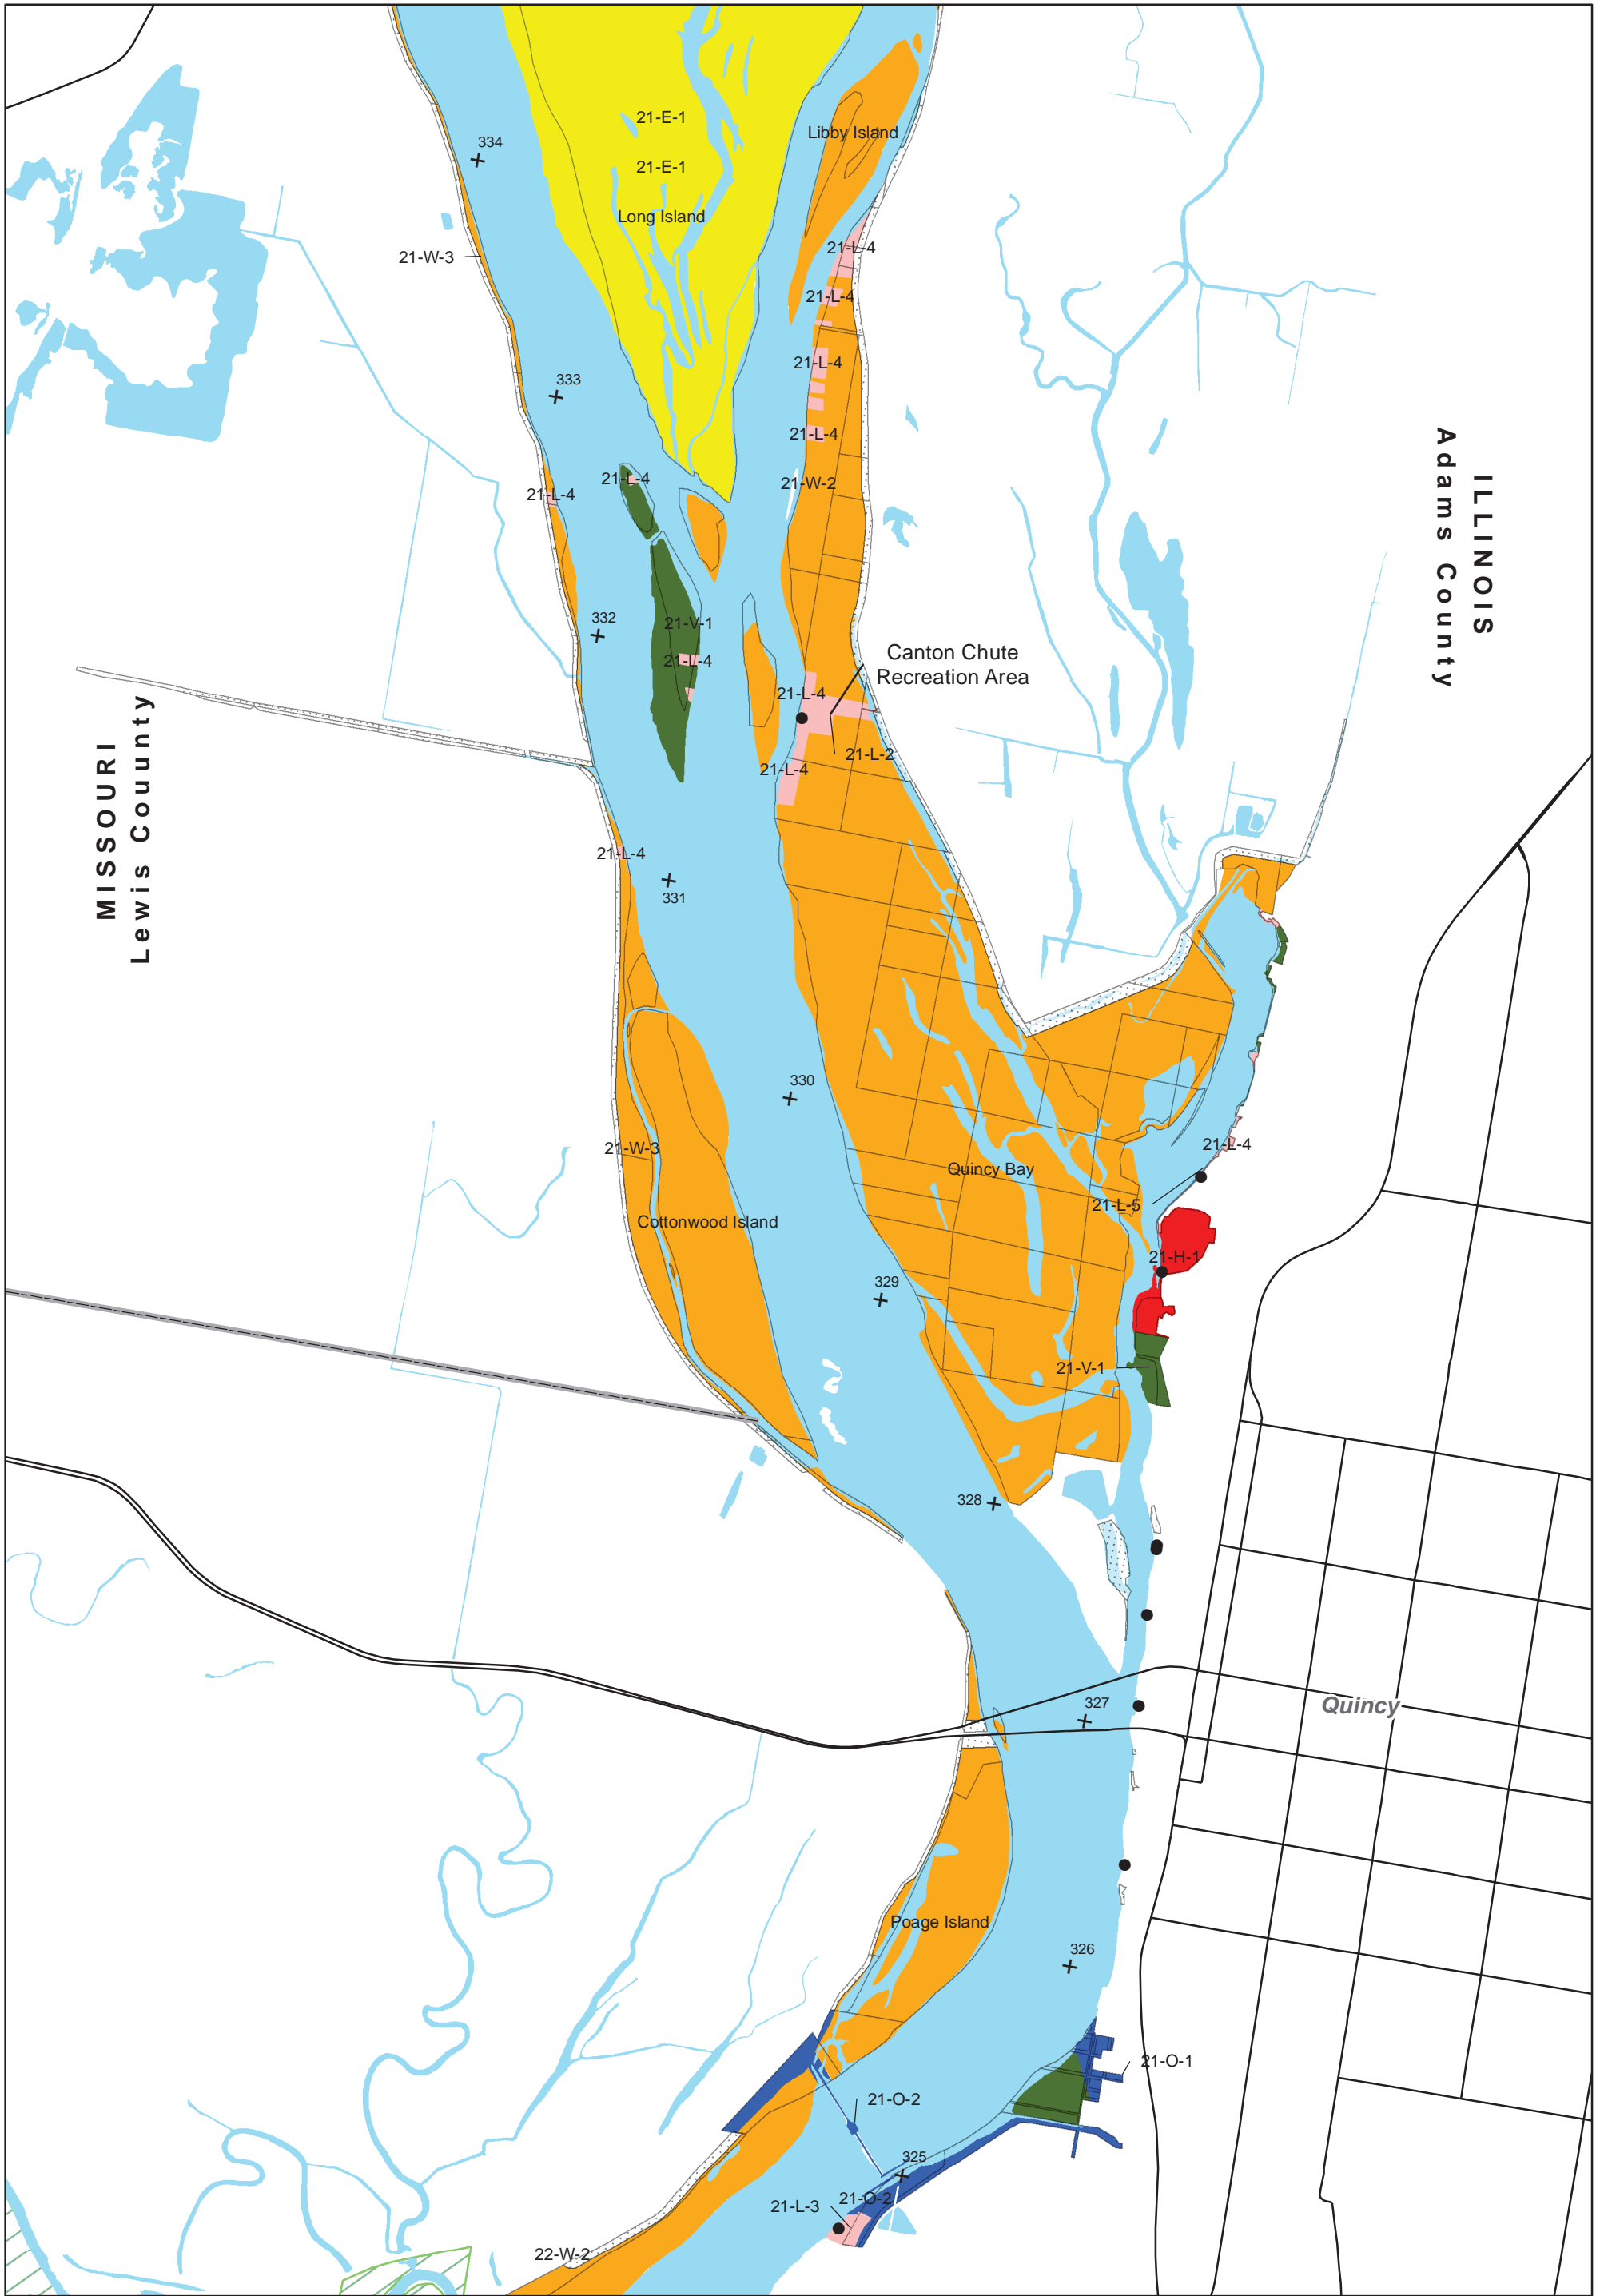 21-E-1
Libby Island
334
21-E-1
Long Island
21-L-4
21-W-3
21-L-4
21-L-4
333
21-L-4
21-L-4
21-W-2
21-L-4
ILLINOIS
Adams County
332
21-V-1
21-L-4
Canton Chute
Recreation Area
21-L-4
21-L-2
21-L-4
MISSOURI
Lewis County
21-L-4
331
330
21-L-4
21-W-3
Quincy Bay
21-L-5
Cottonwood Island
21-H-1
329
21-V-1
328
327
Quincy
Poage Island
326
21-O-1
21-O-2
325
21-O-2
21-L-3
22-W-2